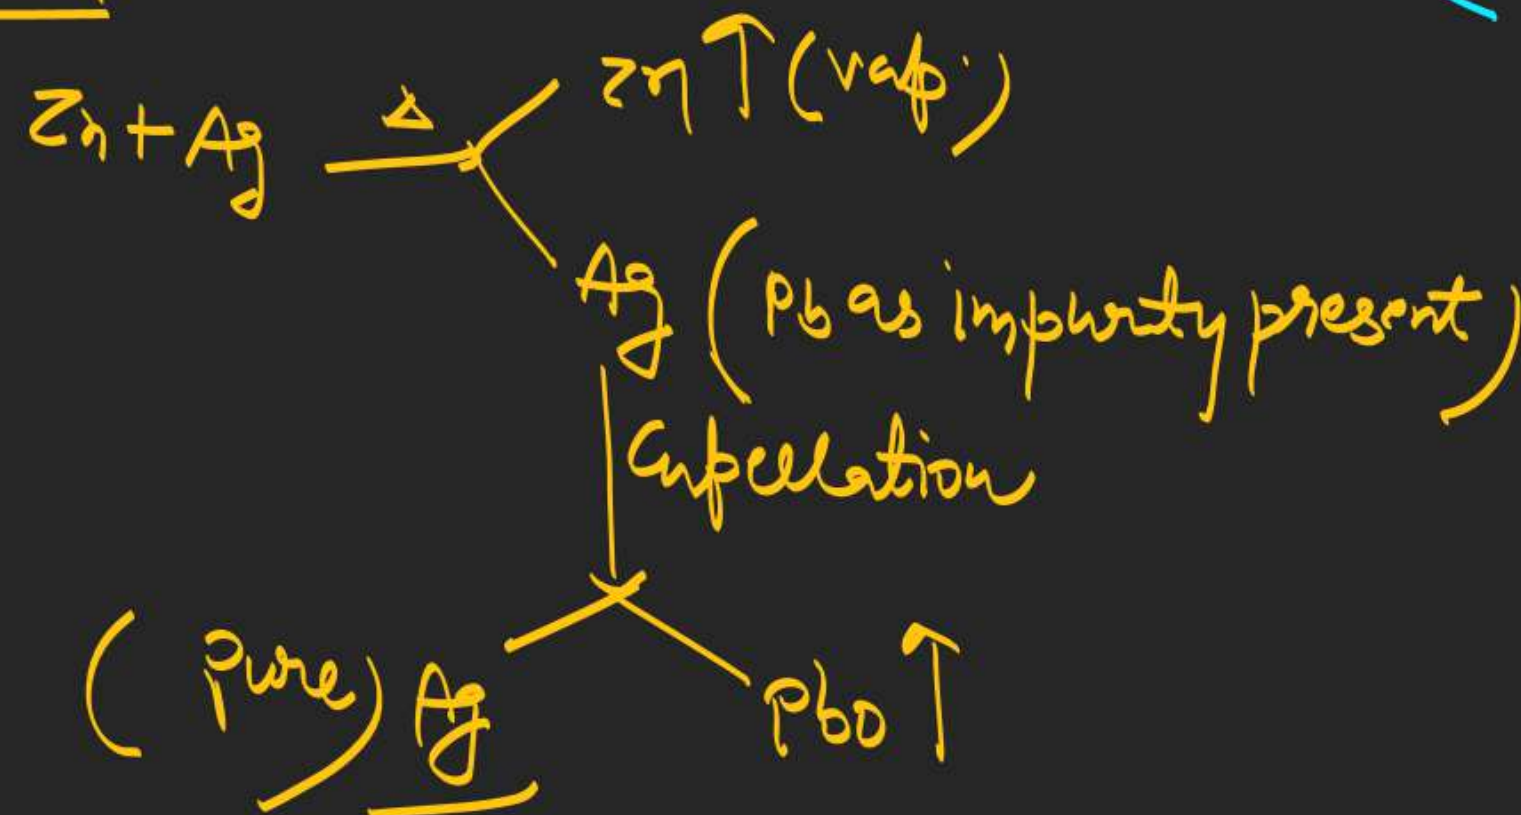 Zn + Ag Δ Zn ↑ (vap.)
Ag (Pb as impurity present)
Cupellation
(Pure) Ag PbO ↑